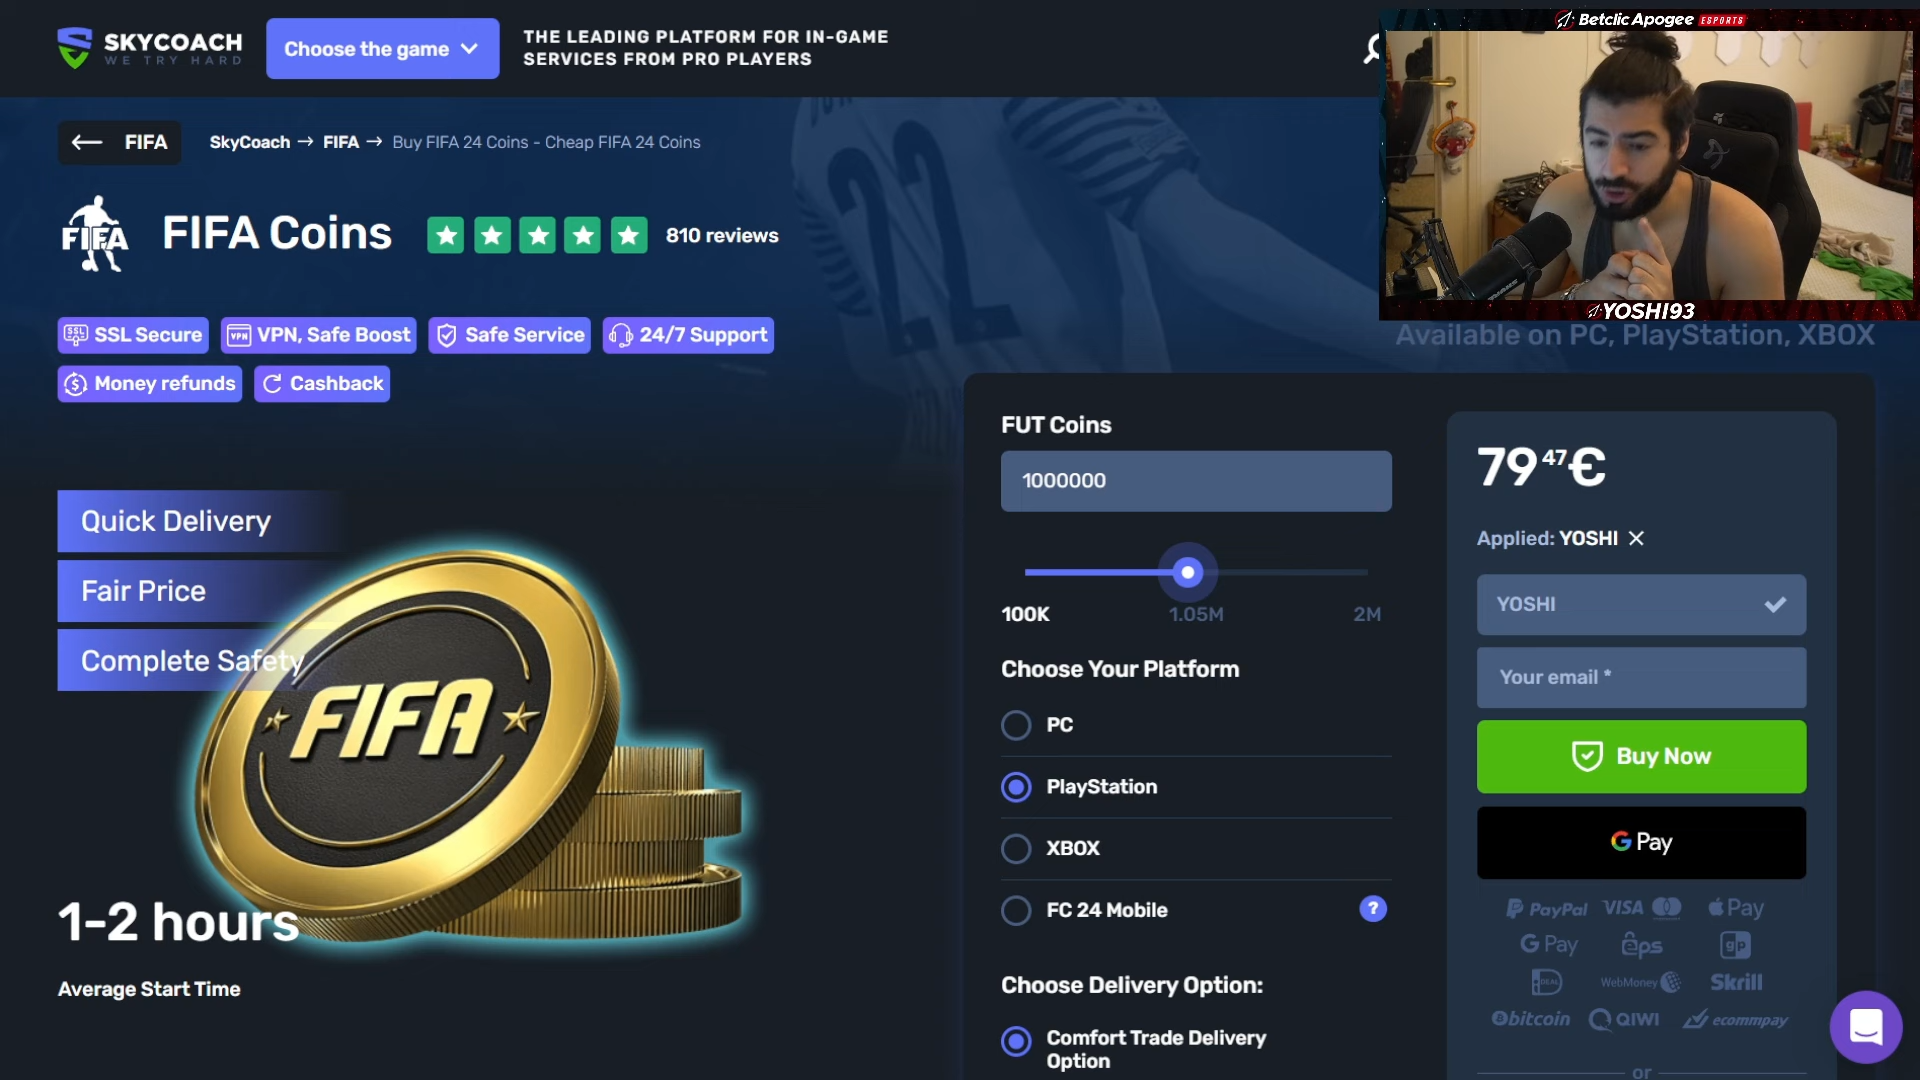 SKYCOACH
WE TRY HARD
Choose the game
THE LEADING PLATFORM FOR IN-GAME
SERVICES FROM PRO PLAYERS
Betclic Apogee ESPORTS
YOSHI93
FIFA
SkyCoach → FIFA → Buy FIFA 24 Coins - Cheap FIFA 24 Coins
FIFA
FIFA Coins
810 reviews
22
SSL Secure
VPN, Safe Boost
Safe Service
24/7 Support
Money refunds
Cashback
Available on PC, PlayStation, XBOX
Quick Delivery
Fair Price
Complete Safety
FIFA
1-2 hours
Average Start Time
FUT Coins
1000000
100K
1.05M
2M
Choose Your Platform
PC
PlayStation
XBOX
FC 24 Mobile
?
Choose Delivery Option:
Comfort Trade Delivery
Option
79 47 €
Applied: YOSHI
YOSHI
Your email *
Buy Now
G Pay
PayPal
VISA
Pay
G Pay
eps
gp
iDEAL
WebMoney
Skrill
bitcoin
QIWI
ecommpay
or